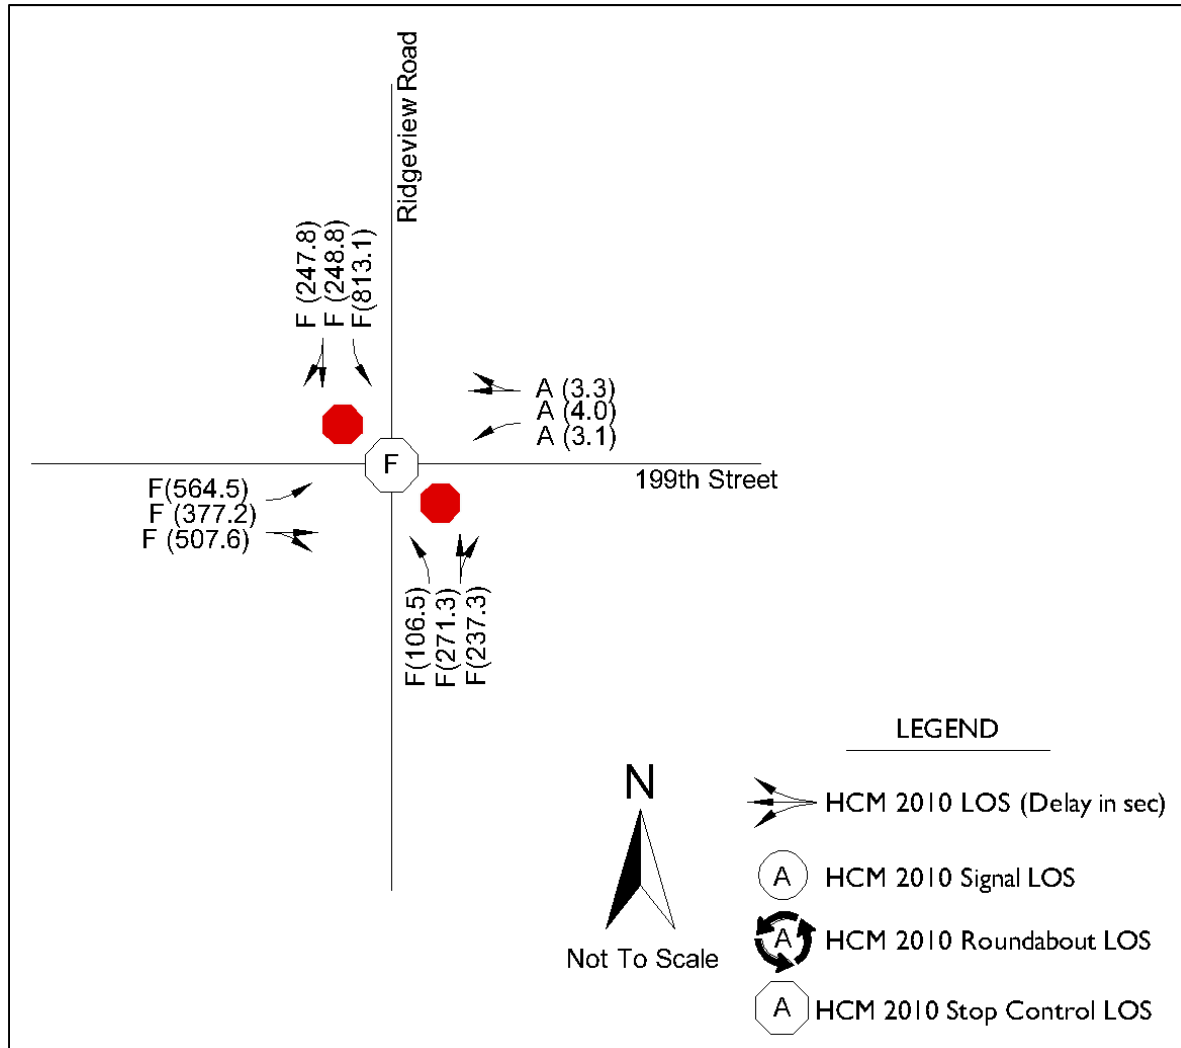 Ridgeview Road
F (247.8)
F (248.8)
F(813.1)
A (3.3)
A (4.0)
A (3.1)
F
199th Street
F(564.5)
F (377.2)
F (507.6)
F(106.5)
F(271.3)
F(237.3)
LEGEND
N
Not To Scale
HCM 2010 LOS (Delay in sec)
A HCM 2010 Signal LOS
A HCM 2010 Roundabout LOS
A HCM 2010 Stop Control LOS